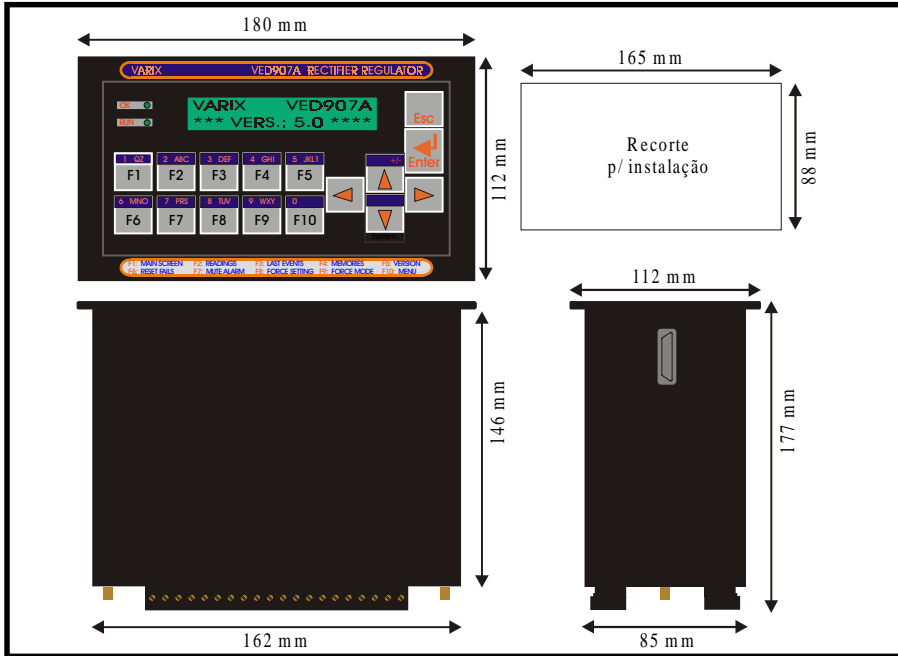 180 mm
VARIX VED907A RECTIFIER REGULATOR
OK
RUN
VARIX VED907A
*** VERS.: 5.0 ****
Esc
Enter
1 QZ 2 ABC 3 DEF 4 GHI 5 JKL1
F1 F2 F3 F4 F5
+/-
6 MNO 7 PRS 8 TUV 9 WXY 0
F6 F7 F8 F9 F10
F1: MAIN SCREEN F2: READINGS F3: LAST EVENTS F4: MEMORIES F5: VERSION
F6: RESET FAILS F7: MUTE ALARM F8: FORCE SETTING F9: FORCE MODE F10: MENU
112 mm
165 mm
Recorte
p/ instalação
88 mm
146 mm
162 mm
112 mm
177 mm
85 mm